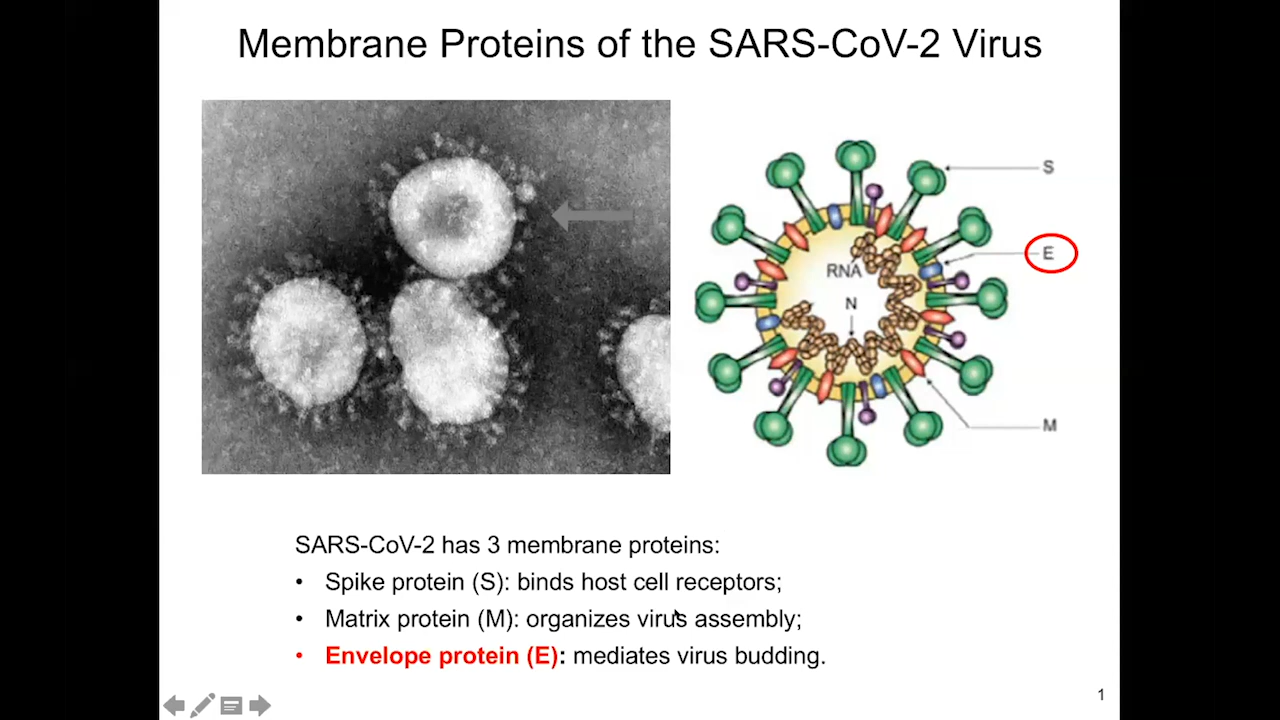 Membrane Proteins of the SARS-CoV-2 Virus
S
E
RNA
N
M
SARS-CoV-2 has 3 membrane proteins:
• Spike protein (S): binds host cell receptors;
• Matrix protein (M): organizes virus assembly;
• Envelope protein (E): mediates virus budding.
1